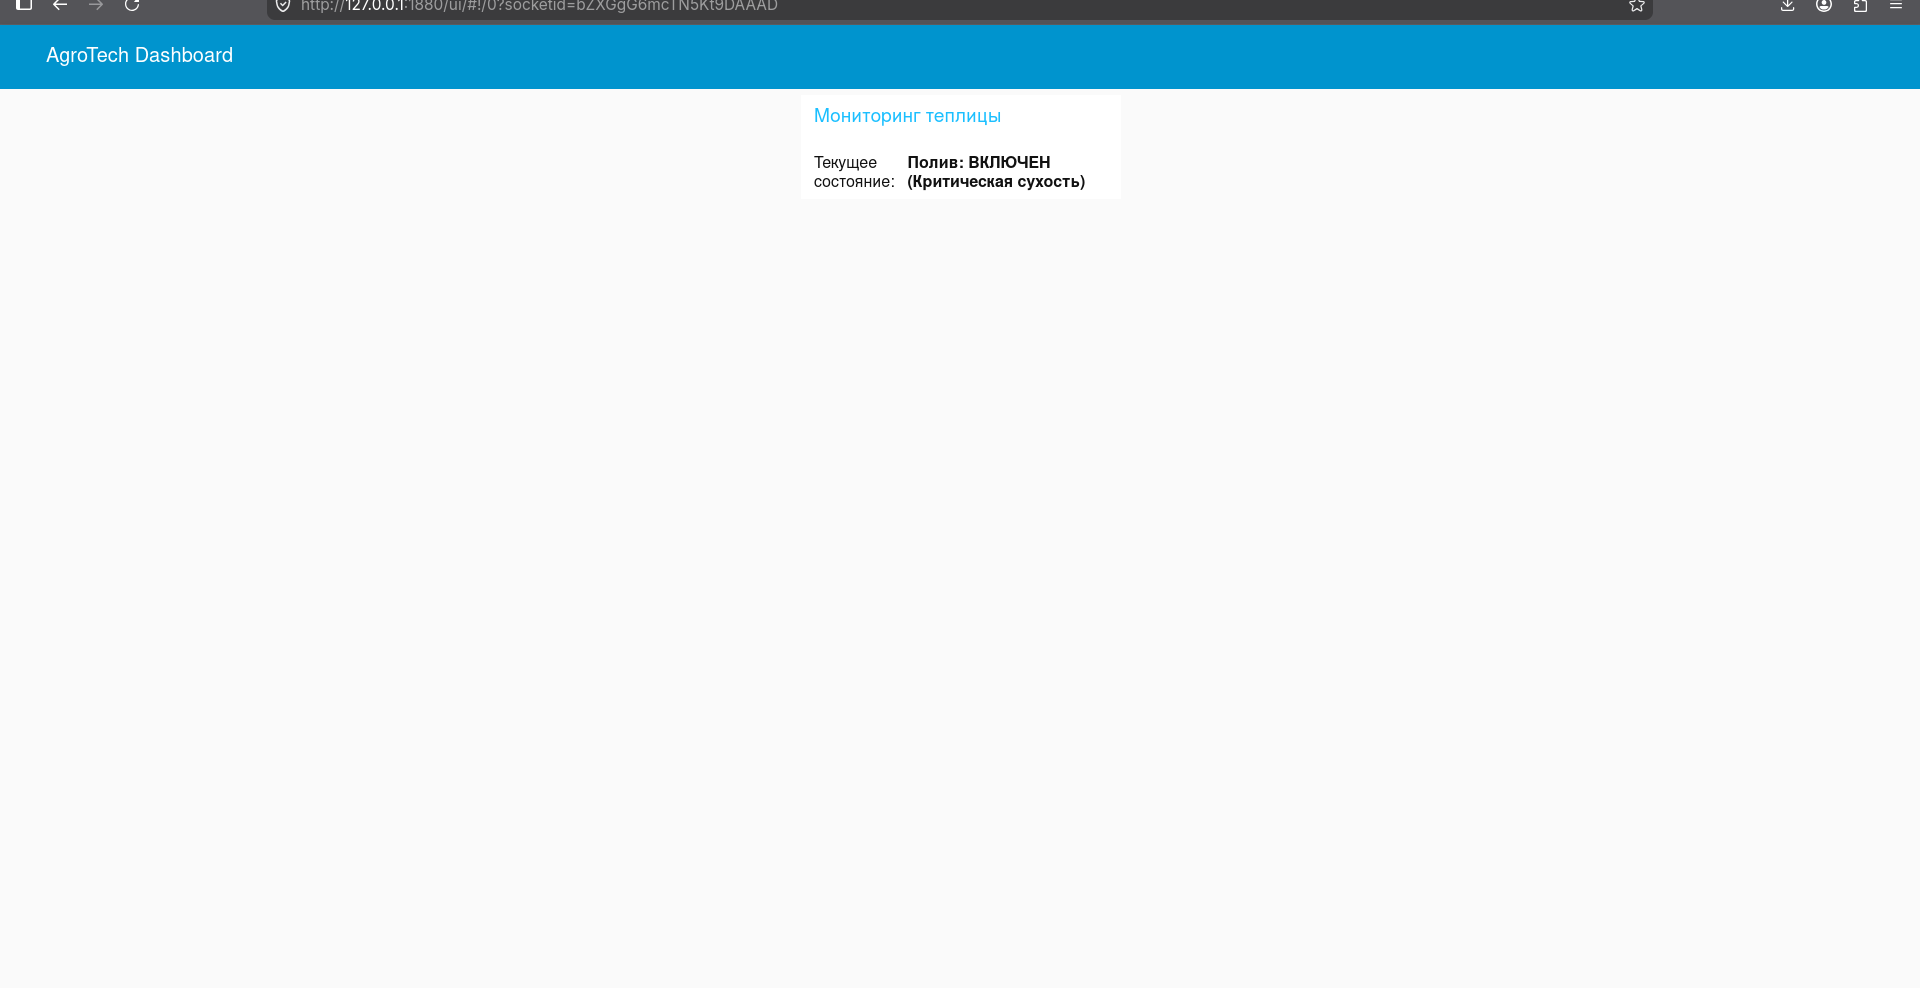 http://127.0.0.1:1880/ui/#!/0?socketid=bZXGgG6mcTN5Kt9DAAAD
AgroTech Dashboard
Мониторинг теплицы
Текущее состояние:
Полив: ВКЛЮЧЕН
(Критическая сухость)